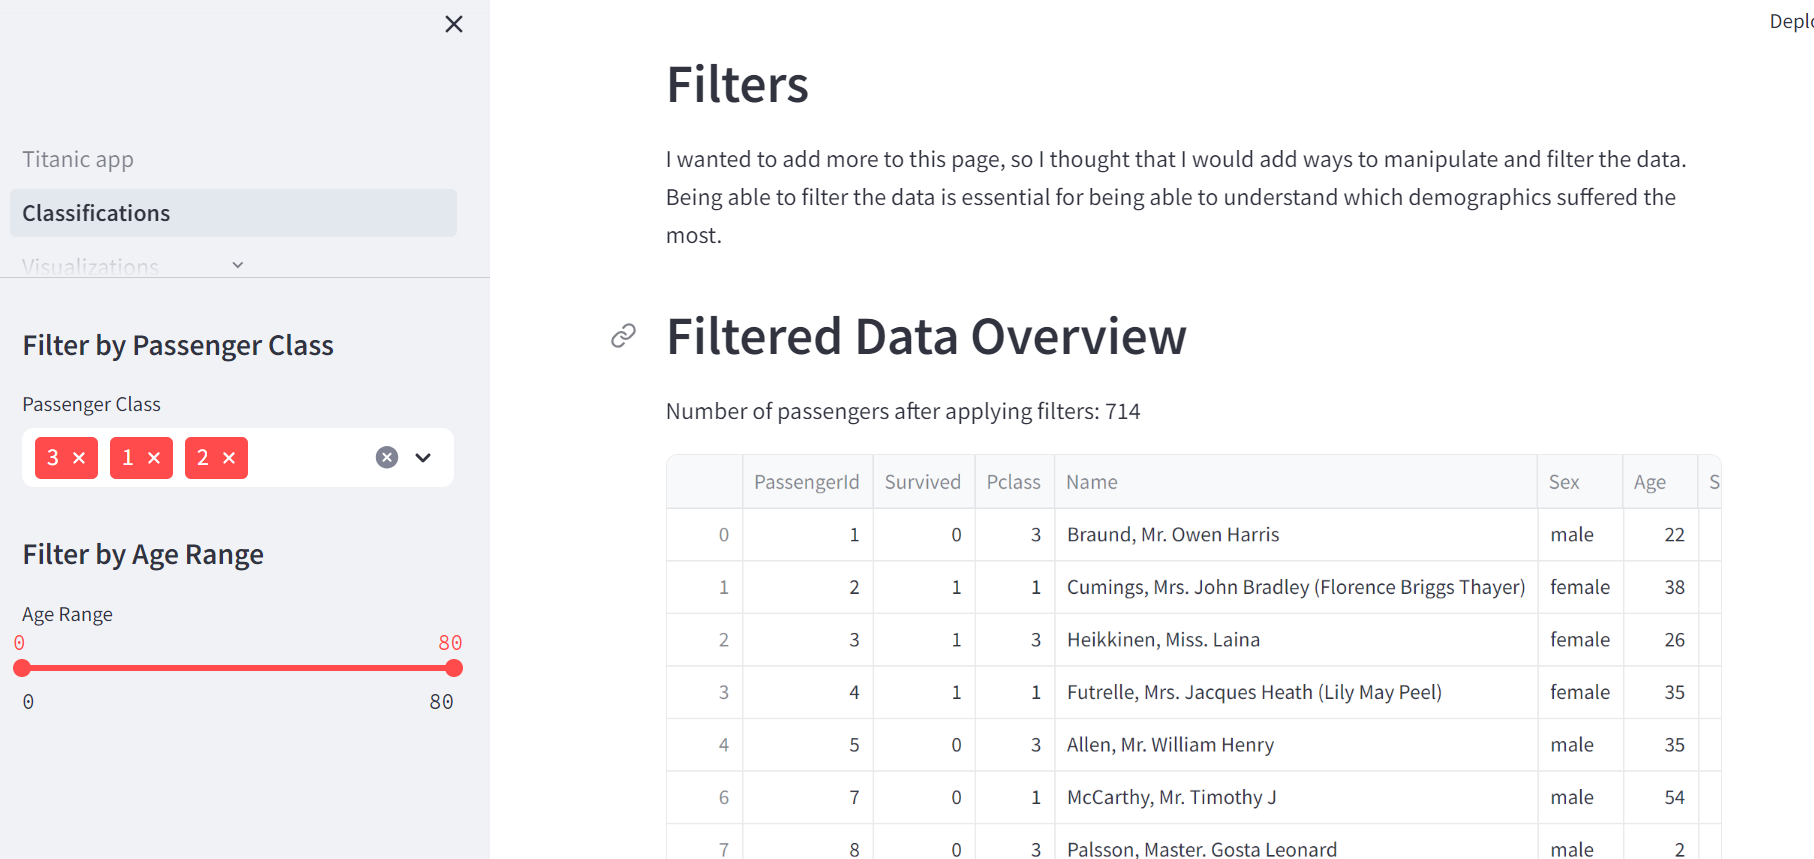 Deplo
Titanic app
Classifications
Visualizations
Filter by Passenger Class
Passenger Class
3 1 2
Filter by Age Range
Age Range
0 80
0 80
Filters
I wanted to add more to this page, so I thought that I would add ways to manipulate and filter the data.
Being able to filter the data is essential for being able to understand which demographics suffered the
most.
Filtered Data Overview
Number of passengers after applying filters: 714
PassengerId Survived Pclass Name Sex Age S
0 1 0 3 Braund, Mr. Owen Harris male 22
1 2 1 1 Cumings, Mrs. John Bradley (Florence Briggs Thayer) female 38
2 3 1 3 Heikkinen, Miss. Laina female 26
3 4 1 1 Futrelle, Mrs. Jacques Heath (Lily May Peel) female 35
4 5 0 3 Allen, Mr. William Henry male 35
6 7 0 1 McCarthy, Mr. Timothy J male 54
7 8 0 3 Palsson, Master. Gosta Leonard male 2